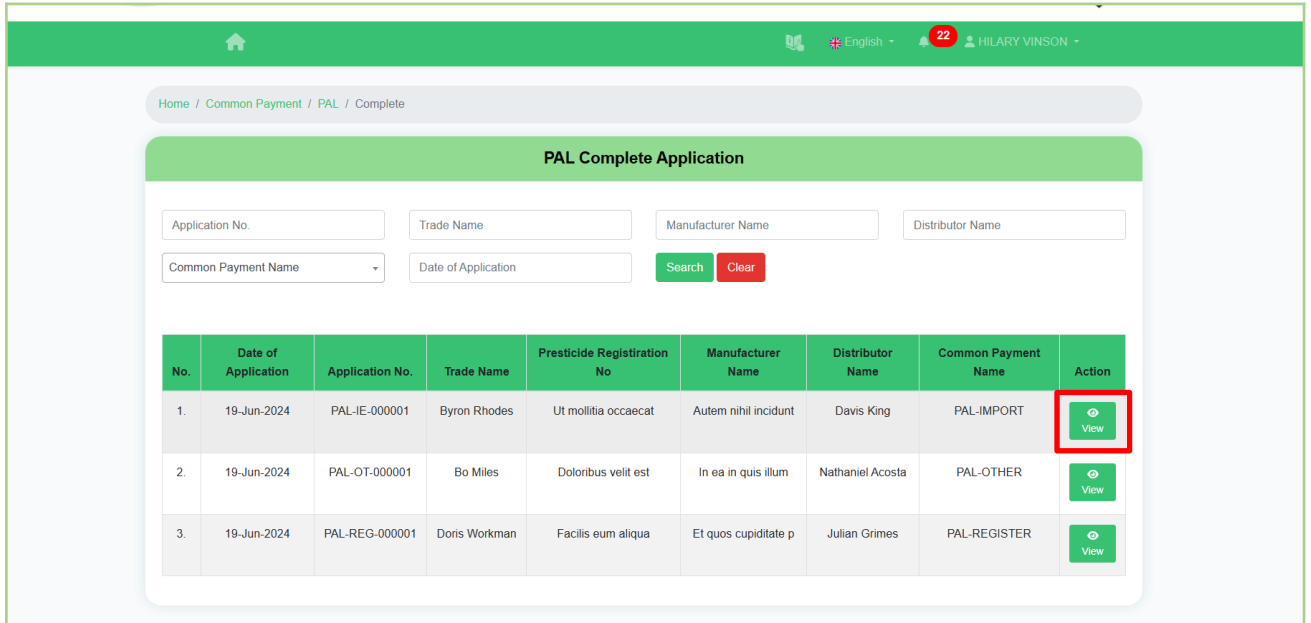 English
22
HILARY VINSON
Home / Common Payment / PAL / Complete
PAL Complete Application
Application No.
Trade Name
Manufacturer Name
Distributor Name
Common Payment Name
Date of Application
Search
Clear
No.
Date of
Application
Application No.
Trade Name
Presticide Registiration
No
Manufacturer
Name
Distributor
Name
Common Payment
Name
Action
1. 19-Jun-2024 PAL-IE-000001 Byron Rhodes Ut mollitia occaecat Autem nihil incidunt Davis King PAL-IMPORT
View
2. 19-Jun-2024 PAL-OT-000001 Bo Miles Doloribus velit est In ea in quis illum Nathaniel Acosta PAL-OTHER
View
3. 19-Jun-2024 PAL-REG-000001 Doris Workman Facilis eum aliqua Et quos cupiditate p Julian Grimes PAL-REGISTER
View